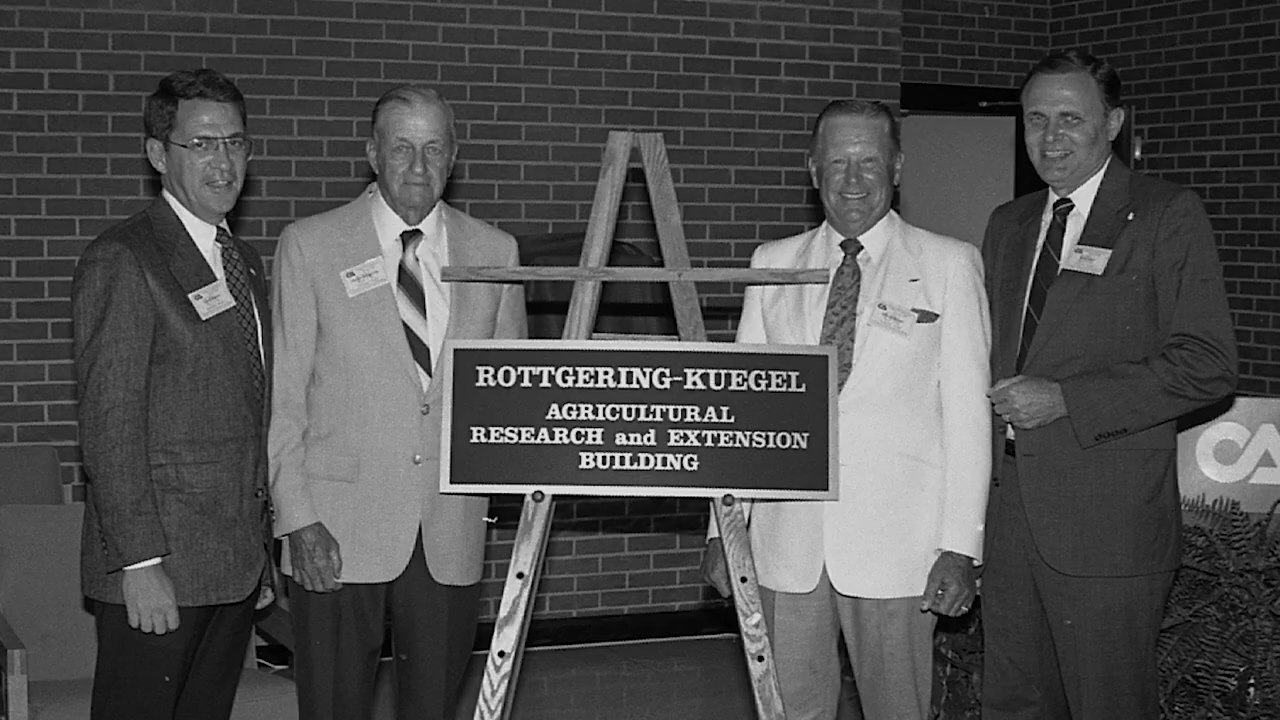 ROTTGERING-KUEGEL
AGRICULTURAL
RESEARCH and EXTENSION
BUILDING
CA